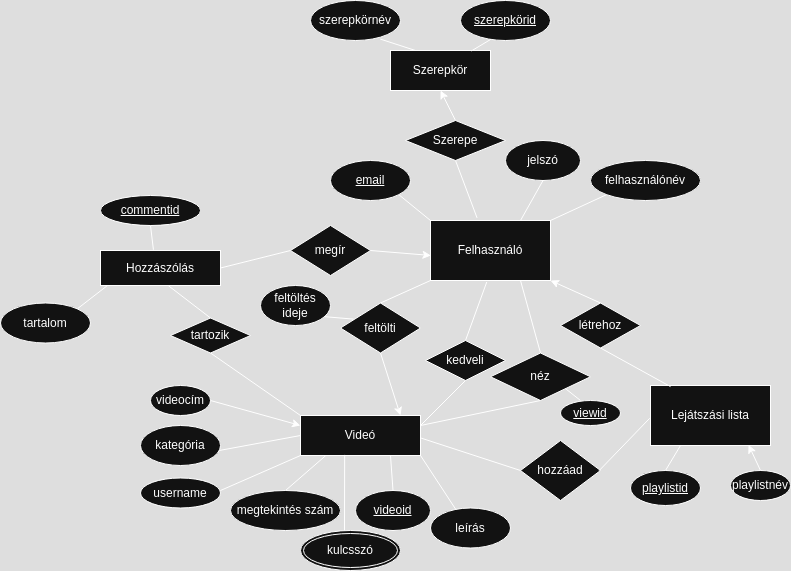 szerepkörnév
szerepkörid
Szerepkör
Szerepe
jelszó
email
felhasználónév
commentid
megír
Felhasználó
Hozzászólás
feltöltés
ideje
tartalom
tartozik
feltölti
létrehoz
kedveli
néz
videocím
viewid
Lejátszási lista
Videó
kategória
hozzáad
username
playlistid
playlistnév
megtekintés szám
videoid
leírás
kulcsszó